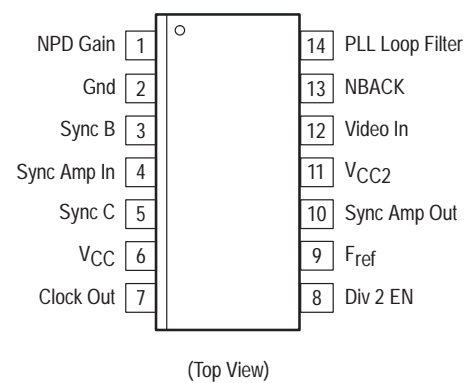 NPD Gain 1 14 PLL Loop Filter
Gnd 2 13 NBACK
Sync B 3 12 Video In
Sync Amp In 4 11 VCC2
Sync C 5 10 Sync Amp Out
VCC 6 9 Fref
Clock Out 7 8 Div 2 EN
(Top View)